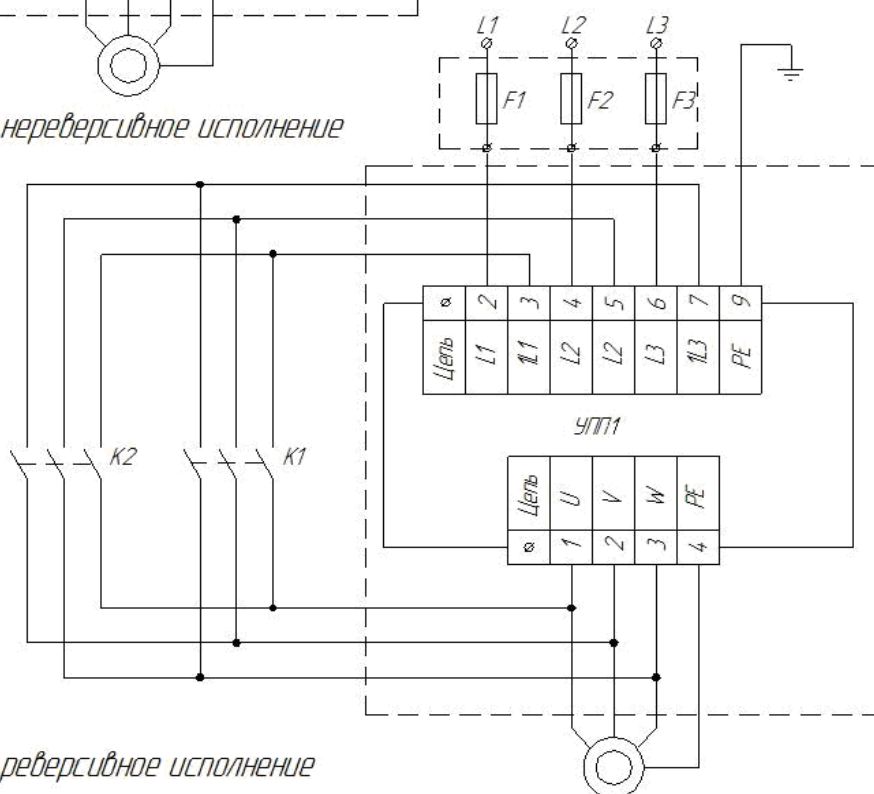 L1 L2 L3
F1 F2 F3
нереверсивное исполнение
⌀ 2 3 4 5 6 7 9
Цепь L1 1L1 L2 L2 L3 1L3 PE
УПП1
K2 K1
Цепь U V W PE
⌀ 1 2 3 4
реверсивное исполнение